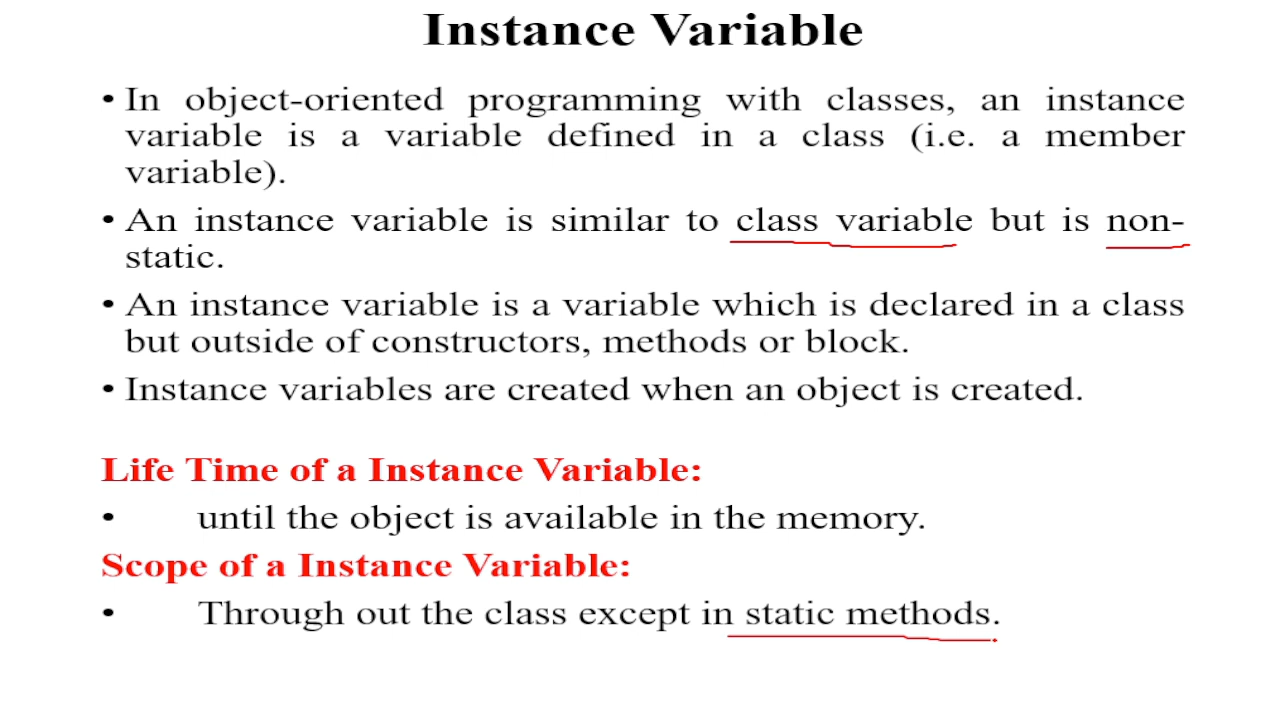 Instance Variable
• In object-oriented programming with classes, an instance
variable is a variable defined in a class (i.e. a member
variable).
• An instance variable is similar to class variable but is non-
static.
• An instance variable is a variable which is declared in a class
but outside of constructors, methods or block.
• Instance variables are created when an object is created.
Life Time of a Instance Variable:
• until the object is available in the memory.
Scope of a Instance Variable:
• Through out the class except in static methods.